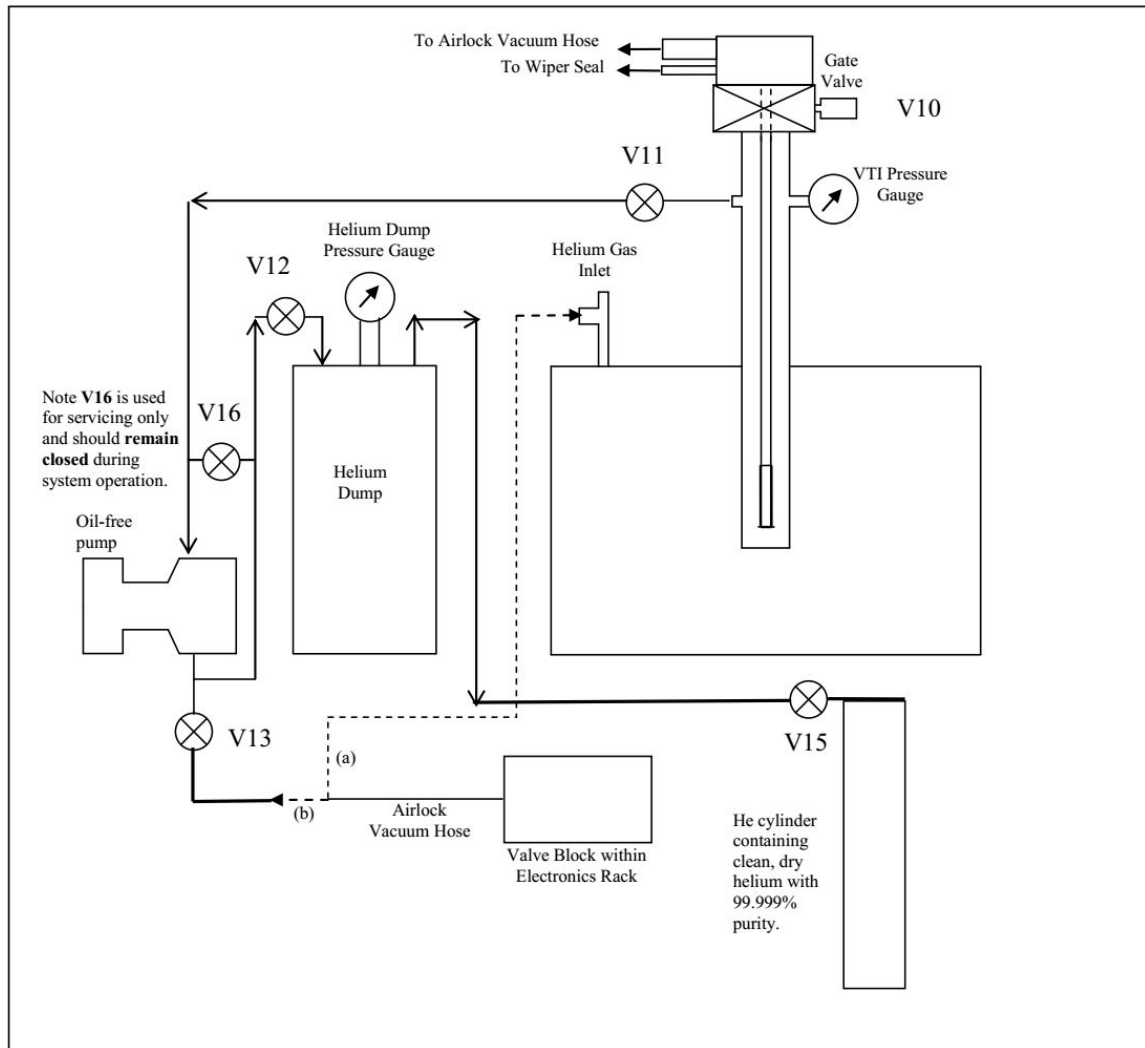 To Airlock Vacuum Hose
To Wiper Seal
Gate
Valve
V10
V11
VTI Pressure
Gauge
Helium Dump
Pressure Gauge
Helium Gas
Inlet
V12
Note V16 is used
for servicing only
and should remain
closed during
system operation.
V16
Helium
Dump
Oil-free
pump
V13
V15
(a)
(b)
Airlock
Vacuum Hose
Valve Block within
Electronics Rack
He cylinder
containing
clean, dry
helium with
99.999%
purity.